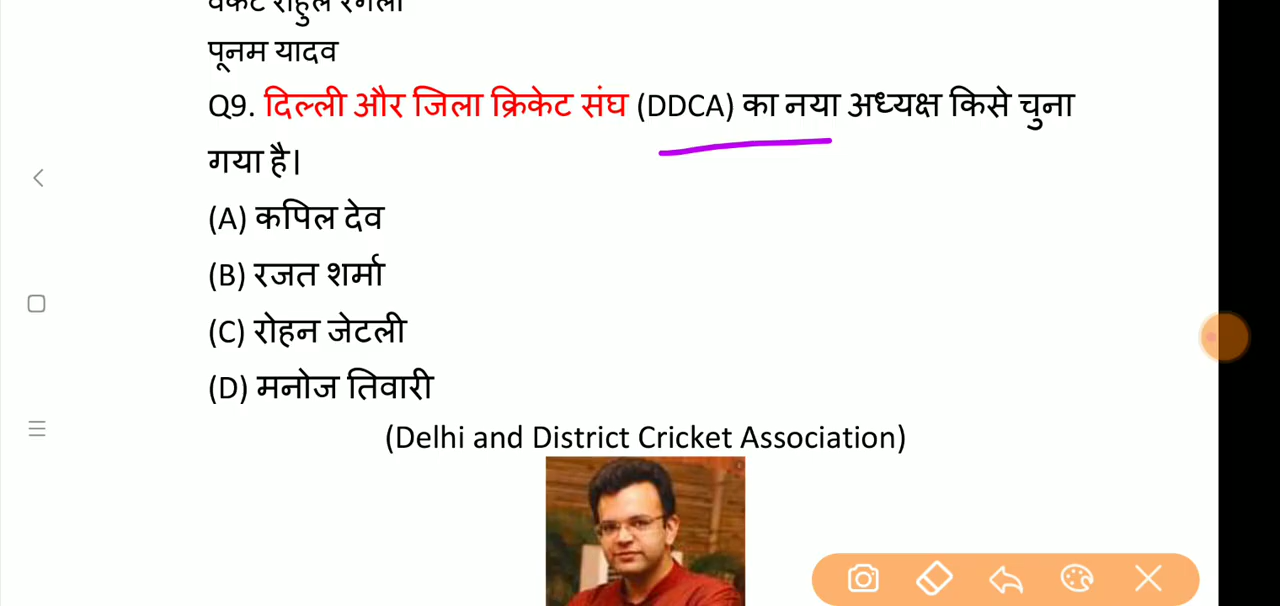 पूनम यादव
Q9. दिल्ली और जिला क्रिकेट संघ (DDCA) का नया अध्यक्ष किसे चुना
गया है।
(A) कपिल देव
(B) रजत शर्मा
(C) रोहन जेटली
(D) मनोज तिवारी
(Delhi and District Cricket Association)